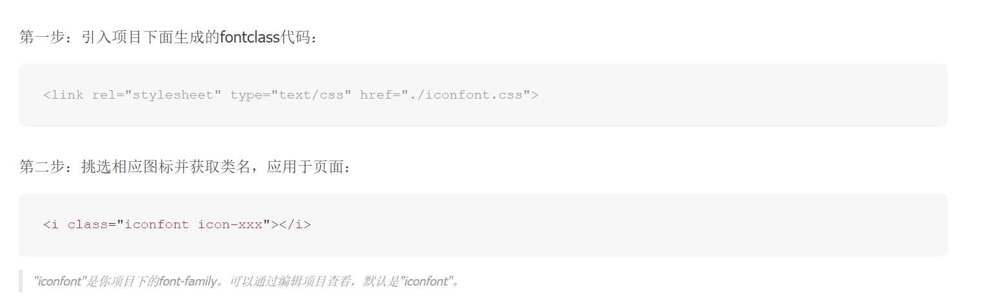 第一步：引入项目下面生成的fontclass代码：
<link rel="stylesheet" type="text/css" href="./iconfont.css">
第二步：挑选相应图标并获取类名，应用于页面：
<i class="iconfont icon-xxx"></i>
"iconfont"是你项目下的font-family。可以通过编辑项目查看，默认是"iconfont"。